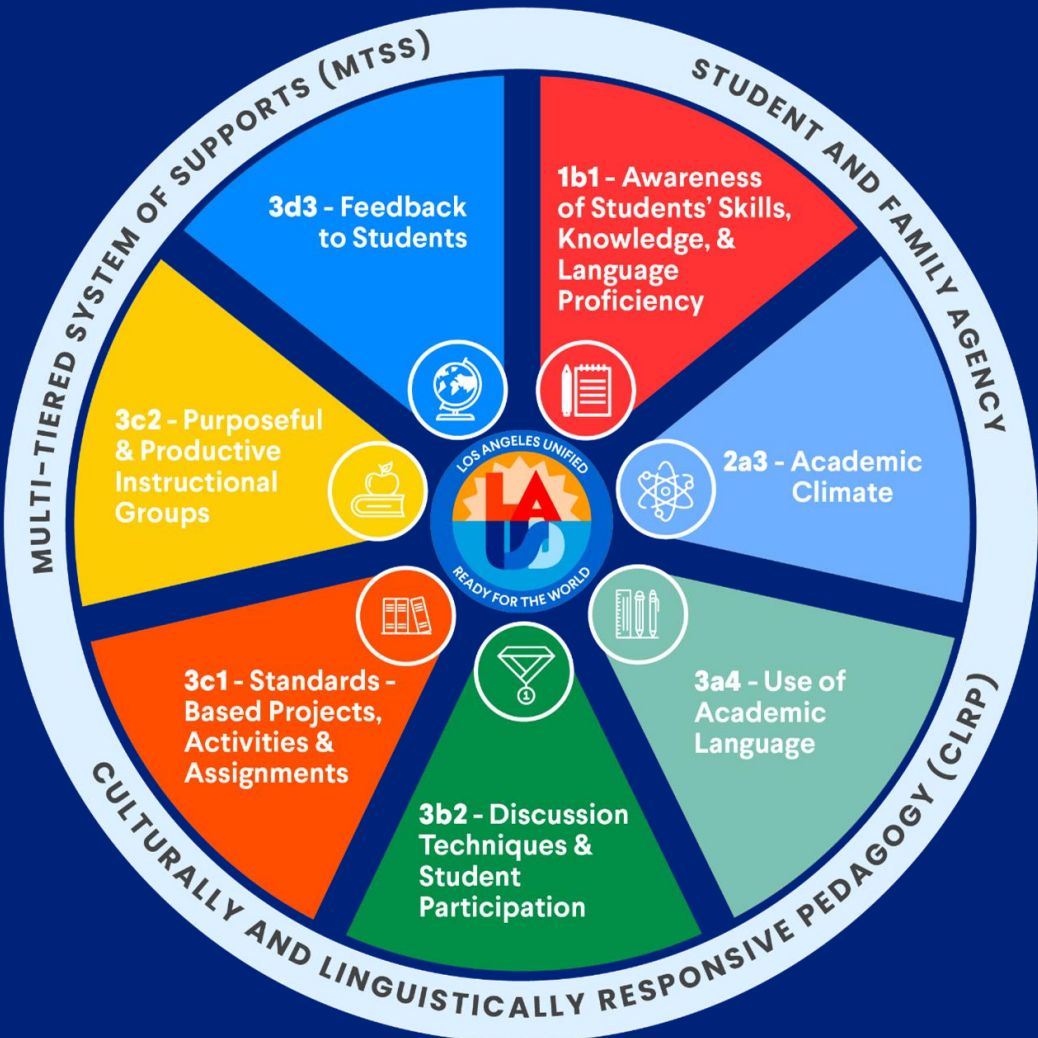 MULTI-TIERED SYSTEM OF SUPPORTS (MTSS)
STUDENT AND FAMILY AGENCY
CULTURALLY AND LINGUISTICALLY RESPONSIVE PEDAGOGY (CLRP)
1b1 - Awareness
of Students' Skills,
Knowledge, &
Language
Proficiency
2a3 - Academic
Climate
3a4 - Use of
Academic
Language
3b2 - Discussion
Techniques &
Student
Participation
3c1 - Standards -
Based Projects,
Activities &
Assignments
3c2 - Purposeful
& Productive
Instructional
Groups
3d3 - Feedback
to Students
LOS ANGELES UNIFIED
LA
USD
READY FOR THE WORLD
1